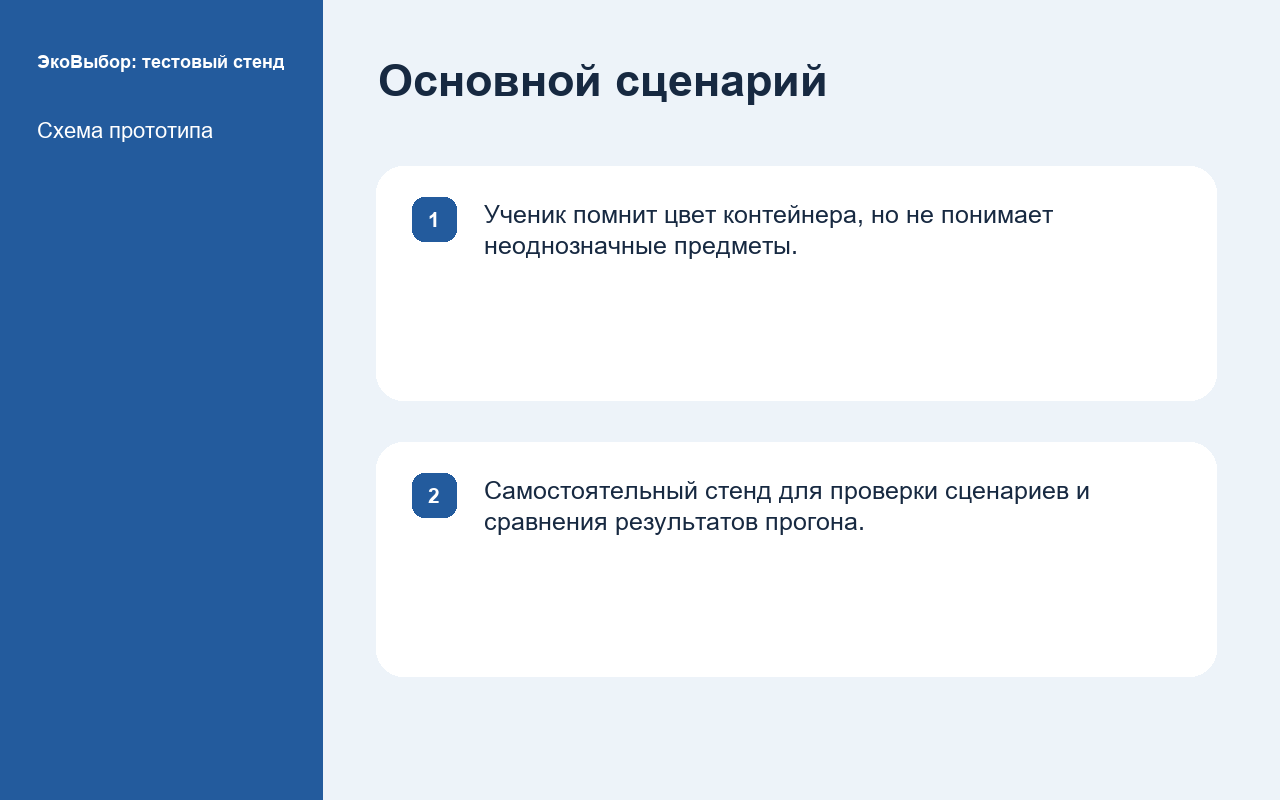 ЭкоВыбор: тестовый стенд
Схема прототипа
Основной сценарий
1
Ученик помнит цвет контейнера, но не понимает
неоднозначные предметы.
2
Самостоятельный стенд для проверки сценариев и
сравнения результатов прогона.